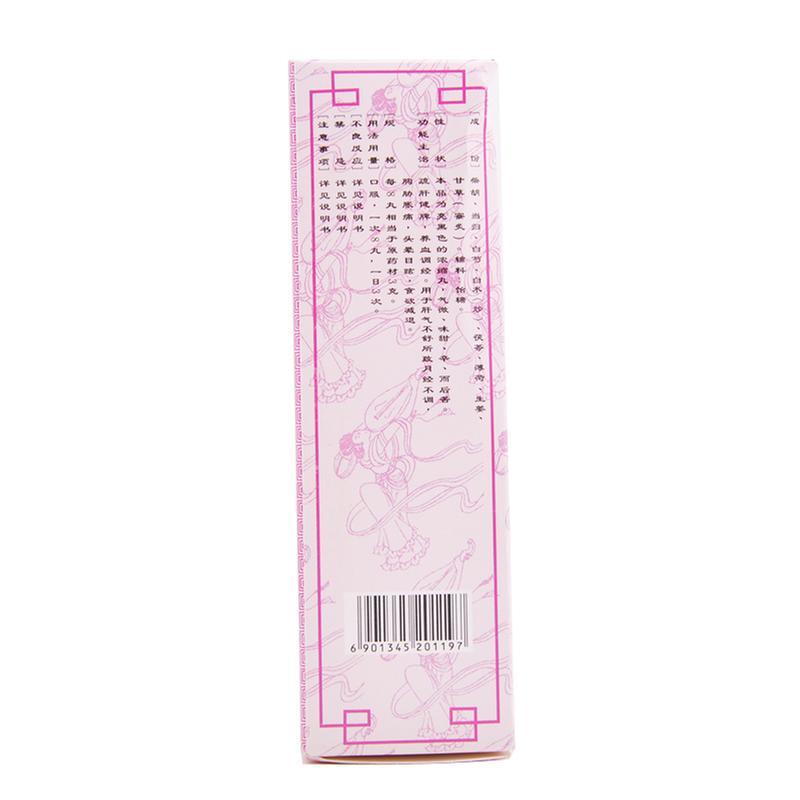 [成 份]柴胡、当归、白芍、白术(炒)、茯苓、薄荷、生姜、
甘草(蜜炙)。辅料:饴糖。
[性 状]本品为亮黑色的浓缩丸,气微、味甜、辛、而后苦。
[功能主治]疏肝健脾,养血调经。用于肝气不舒所致月经不调,
胸胁胀痛,头晕目眩,食欲减退。
[规 格]每8丸相当于原药材3克。
[用法用量]口服,一次8丸,一日3次。
[不良反应]详见说明书
[禁 忌]详见说明书
[注意事项]详见说明书
6 901345 201197